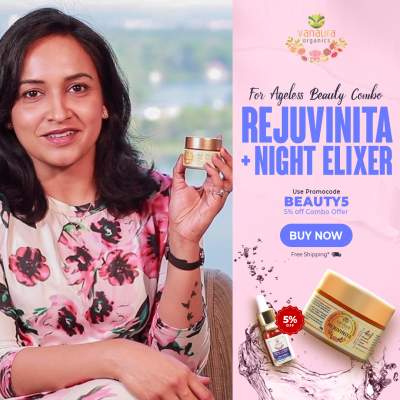 vanaura
organics
For Ageless Beauty Combo
REJUVINITA
+ NIGHT ELIXER
Use Promocode
BEAUTY5
5% off Combo Offer
BUY NOW
Free Shipping*
5%
OFF